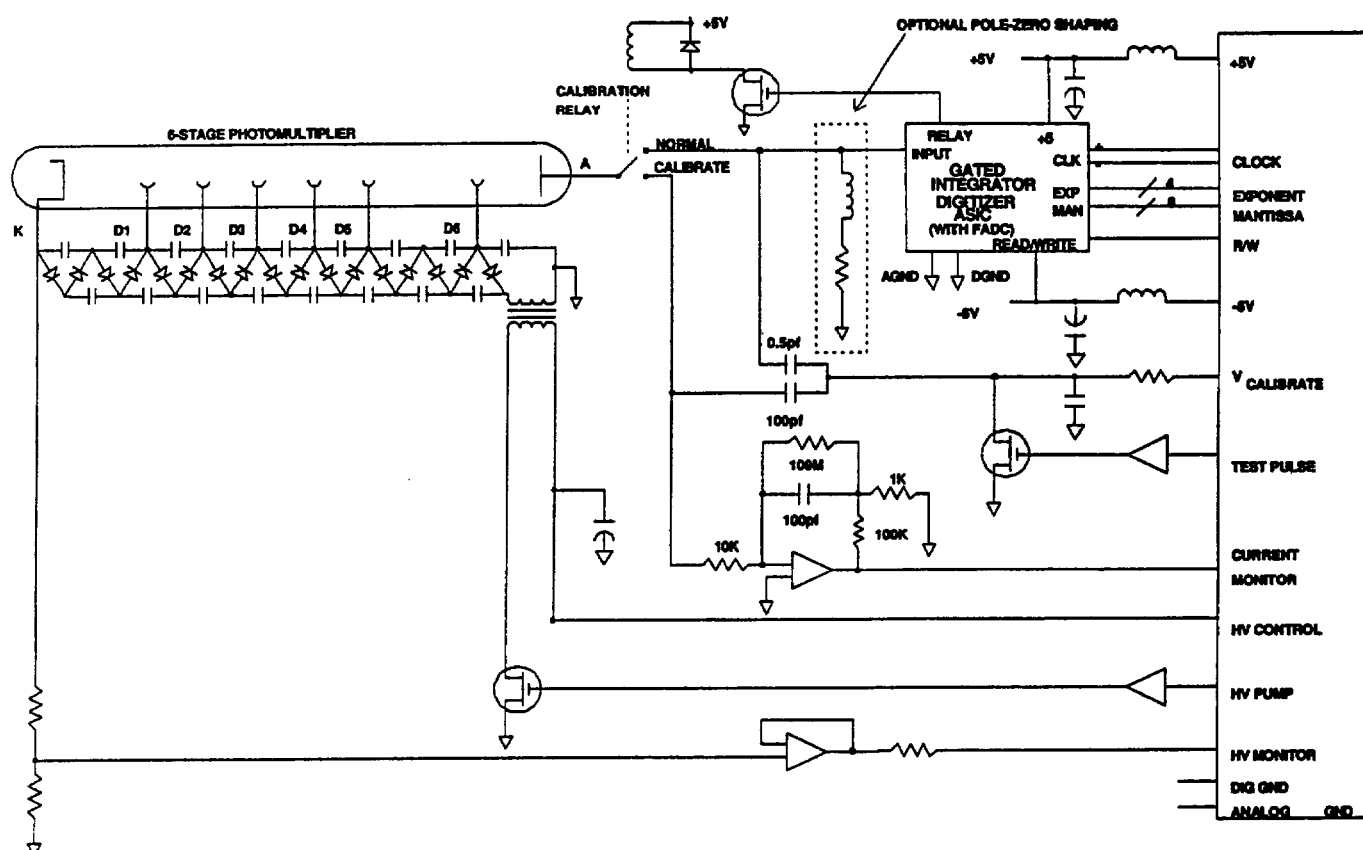 OPTIONAL POLE-ZERO SHAPING
+5V
+5V
+5V
CALIBRATION
RELAY
6-STAGE PHOTOMULTIPLIER
A
NORMAL
CALIBRATE
RELAY
+5
INPUT
CLK
GATED
INTEGRATOR
DIGITIZER
ASIC
(WITH FADC)
EXP
MAN
READ/WRITE
4
8
CLOCK
EXPONENT
MANTISSA
R/W
K
D1
D2
D3
D4
D5
D6
AGND
DGND
-5V
-5V
0.5pf
100pf
V CALIBRATE
100M
100pf
1K
100K
10K
TEST PULSE
CURRENT
MONITOR
HV CONTROL
HV PUMP
HV MONITOR
DIG GND
ANALOG GND